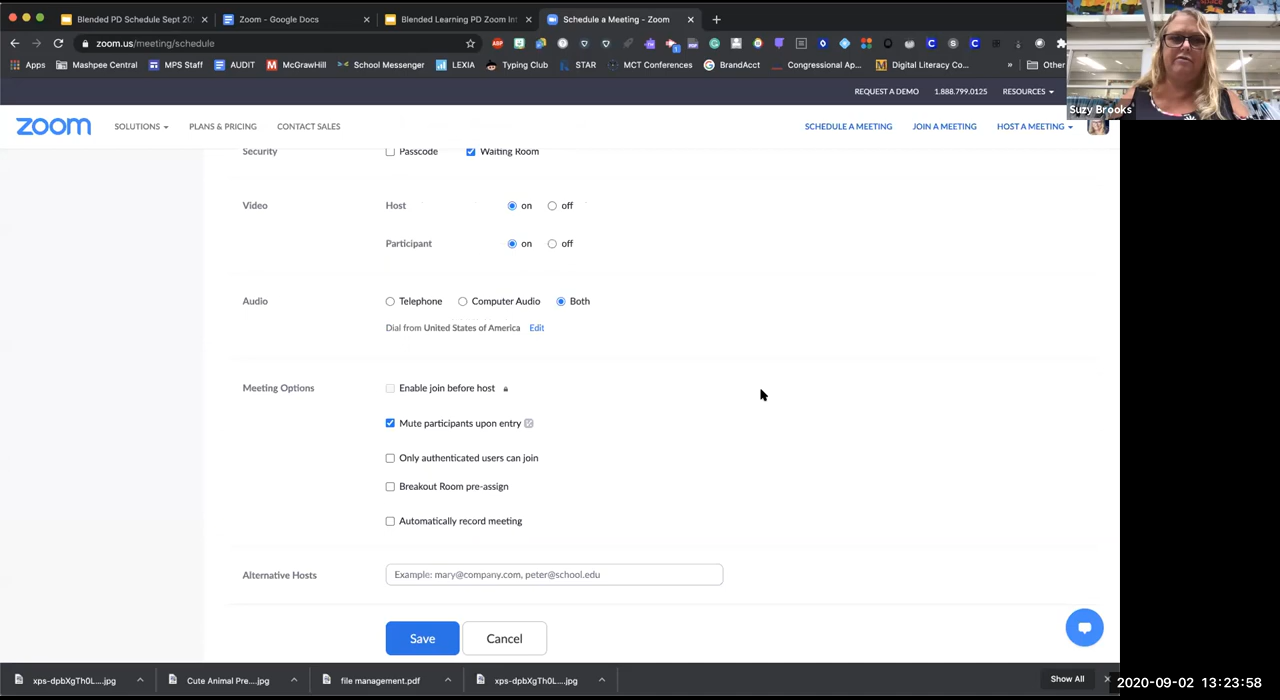 Blended PD Schedule Sept 20
Zoom - Google Docs
Blended Learning PD Zoom Int
Schedule a Meeting - Zoom
zoom.us/meeting/schedule
Apps
Mashpee Central
MPS Staff
AUDIT
McGrawHill
School Messenger
LEXIA
Typing Club
STAR
MCT Conferences
BrandAcct
Congressional Ap...
Digital Literacy Co...
»
Other
Suzy Brooks
REQUEST A DEMO 1.888.799.0125 RESOURCES
zoom SOLUTIONS PLANS & PRICING CONTACT SALES SCHEDULE A MEETING JOIN A MEETING HOST A MEETING
Security Passcode Waiting Room
Video Host on off
Participant on off
Audio Telephone Computer Audio Both
Dial from United States of America Edit
Meeting Options Enable join before host
Mute participants upon entry
Only authenticated users can join
Breakout Room pre-assign
Automatically record meeting
Alternative Hosts Example: mary@company.com, peter@school.edu
Save Cancel
xps-dpbXgTh0L....jpg
Cute Animal Pre....jpg
file management.pdf
xps-dpbXgTh0L....jpg
Show All
2020-09-02 13:23:58